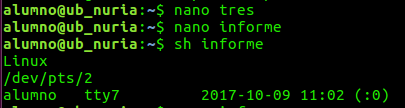 alumno@ub_nuria:~$ nano tres
alumno@ub_nuria:~$ nano informe
alumno@ub_nuria:~$ sh informe
Linux
/dev/pts/2
alumno   tty7         2017-10-09 11:02 (:0)